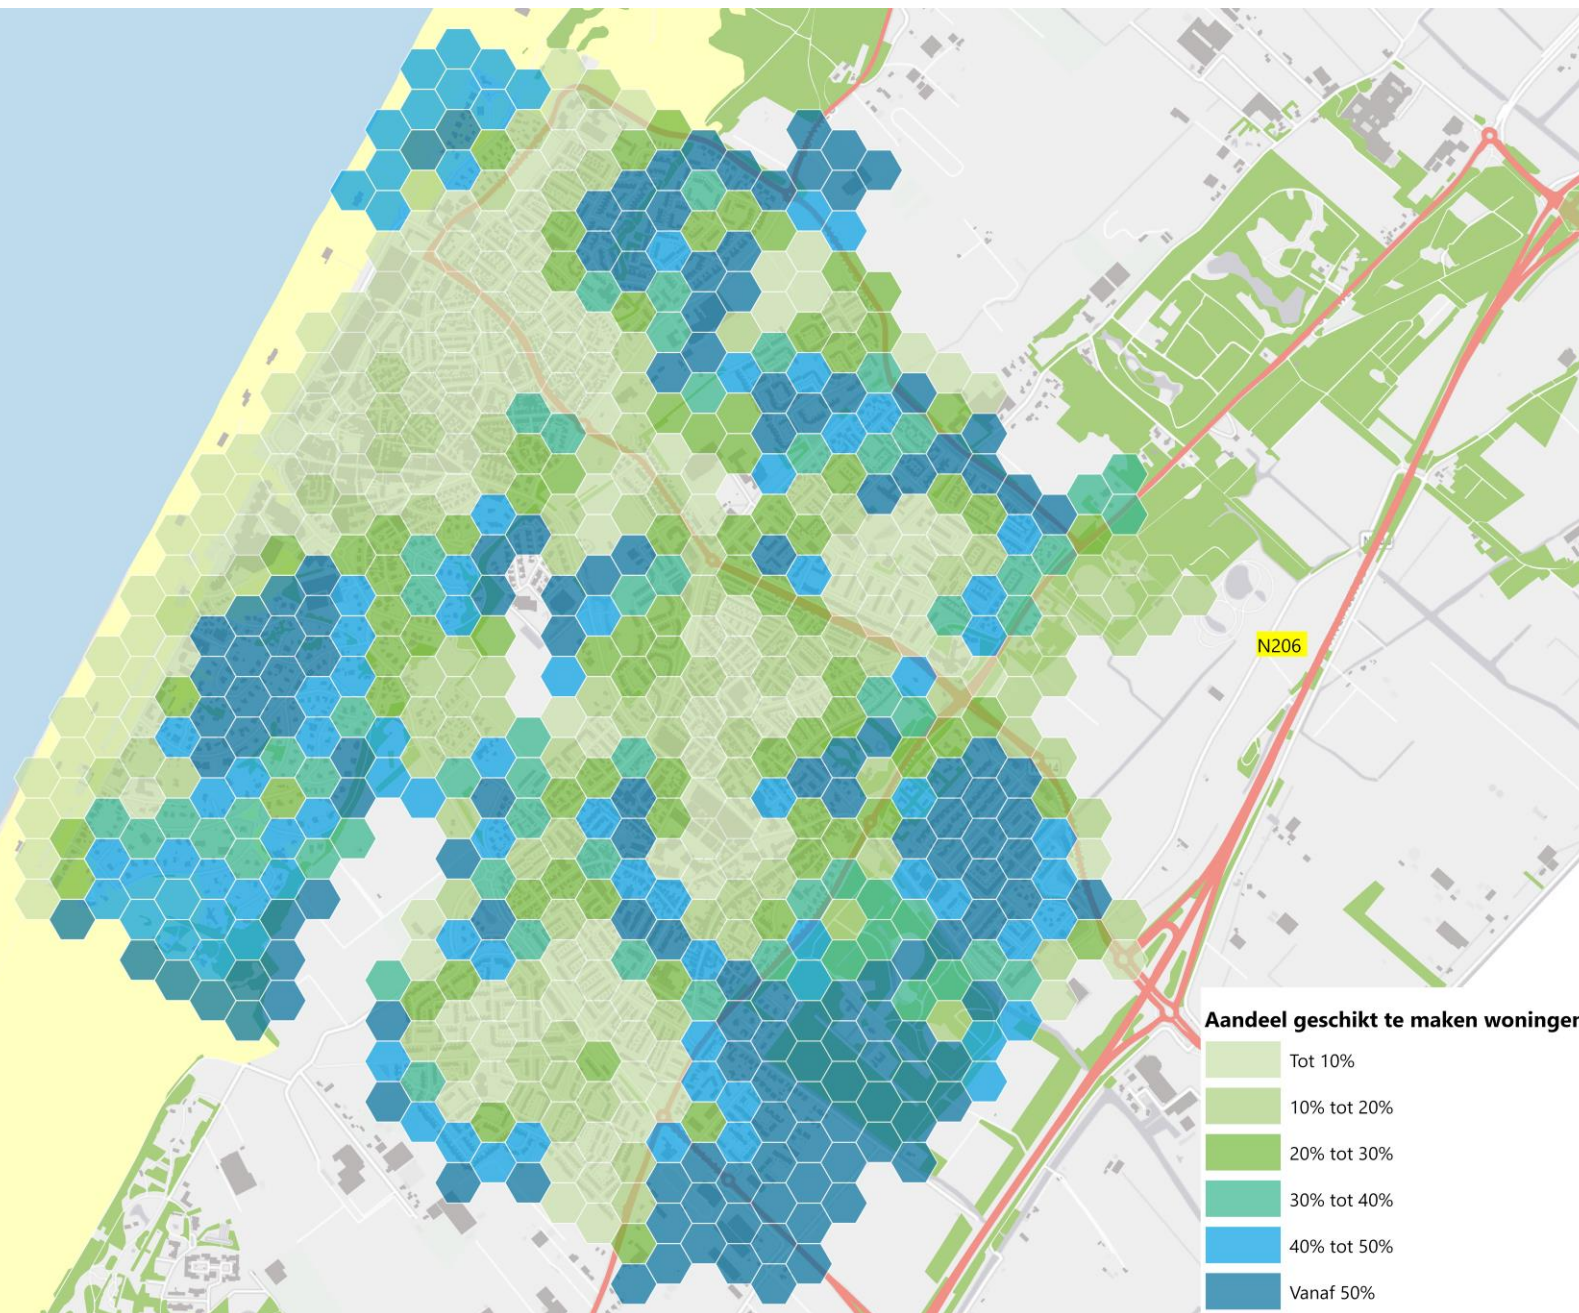 N206
Aandeel geschikt te maken woningen
Tot 10%
10% tot 20%
20% tot 30%
30% tot 40%
40% tot 50%
Vanaf 50%